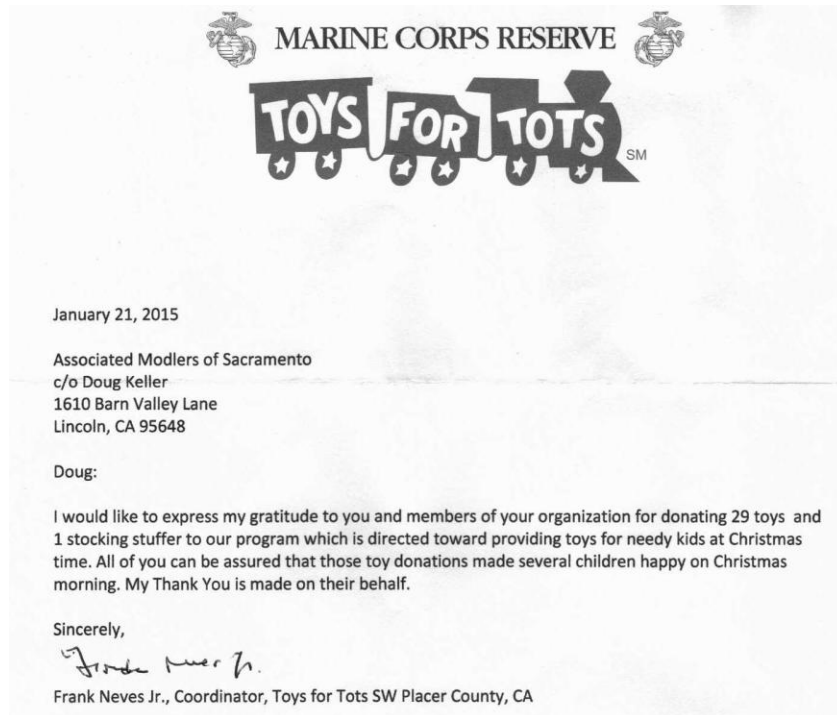 MARINE CORPS RESERVE
TOYS FOR TOTS
SM
January 21, 2015
Associated Modlers of Sacramento
c/o Doug Keller
1610 Barn Valley Lane
Lincoln, CA 95648
Doug:
I would like to express my gratitude to you and members of your organization for donating 29 toys and
1 stocking stuffer to our program which is directed toward providing toys for needy kids at Christmas
time. All of you can be assured that those toy donations made several children happy on Christmas
morning. My Thank You is made on their behalf.
Sincerely,
Frank Neves Jr., Coordinator, Toys for Tots SW Placer County, CA